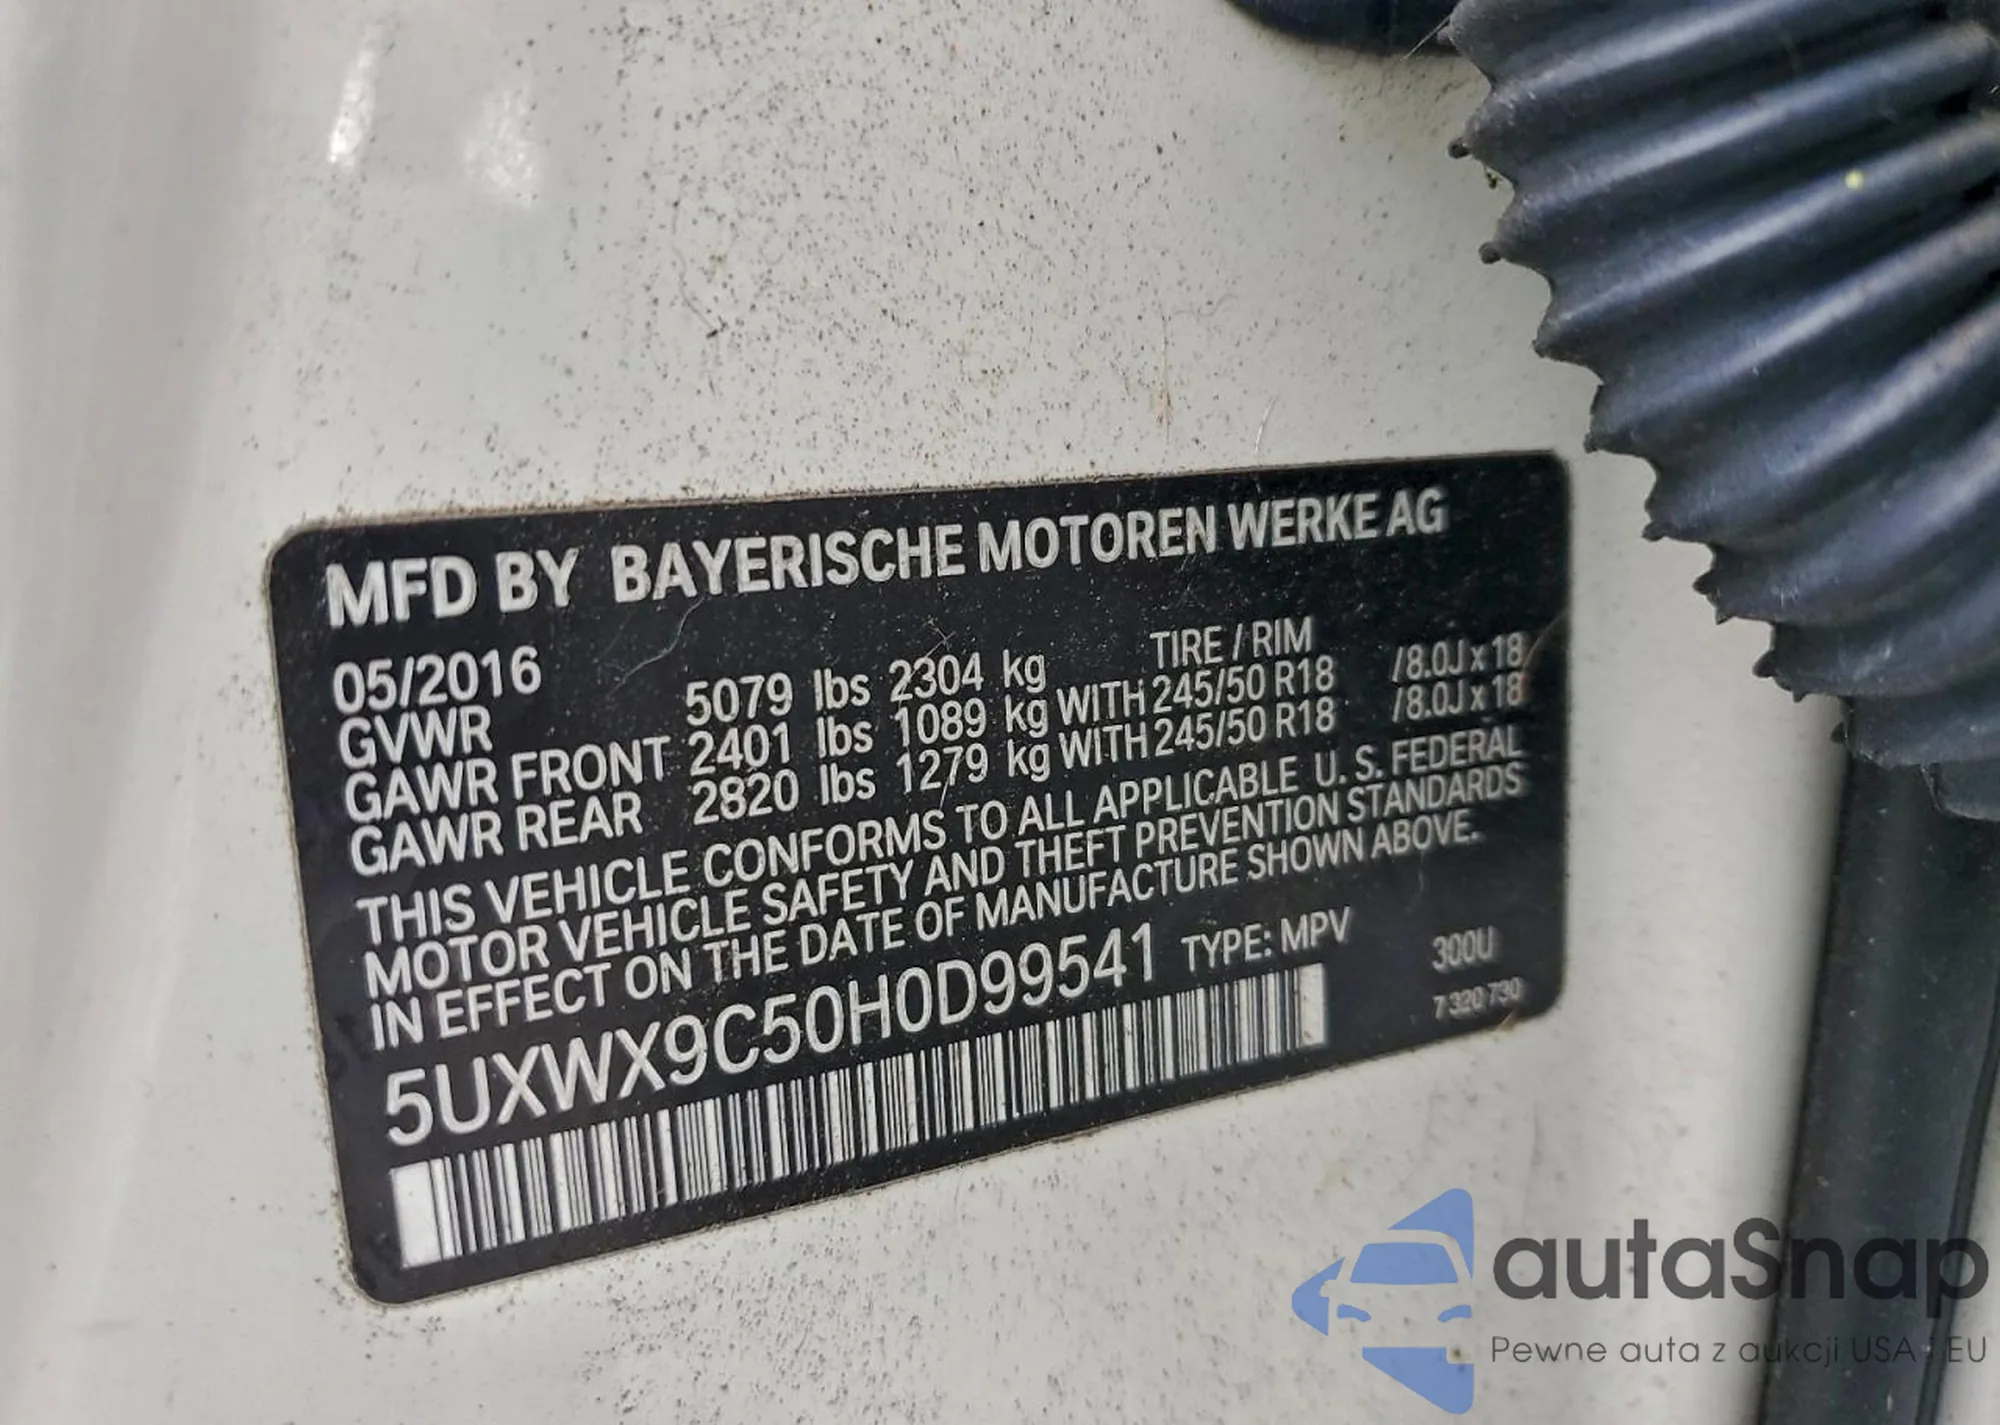 MFD BY BAYERISCHE MOTOREN WERKE AG
05/2016 TIRE / RIM
GVWR 5079 lbs 2304 kg
GAWR FRONT 2401 lbs 1089 kg WITH 245/50 R18 /8.0J x 18
GAWR REAR 2820 lbs 1279 kg WITH 245/50 R18 /8.0J x 18
THIS VEHICLE CONFORMS TO ALL APPLICABLE U. S. FEDERAL
MOTOR VEHICLE SAFETY AND THEFT PREVENTION STANDARDS
IN EFFECT ON THE DATE OF MANUFACTURE SHOWN ABOVE.
5UXWX9C50H0D99541 TYPE: MPV 300U
7 320 730
autaSnap
Pewne auta z aukcji USA i EU